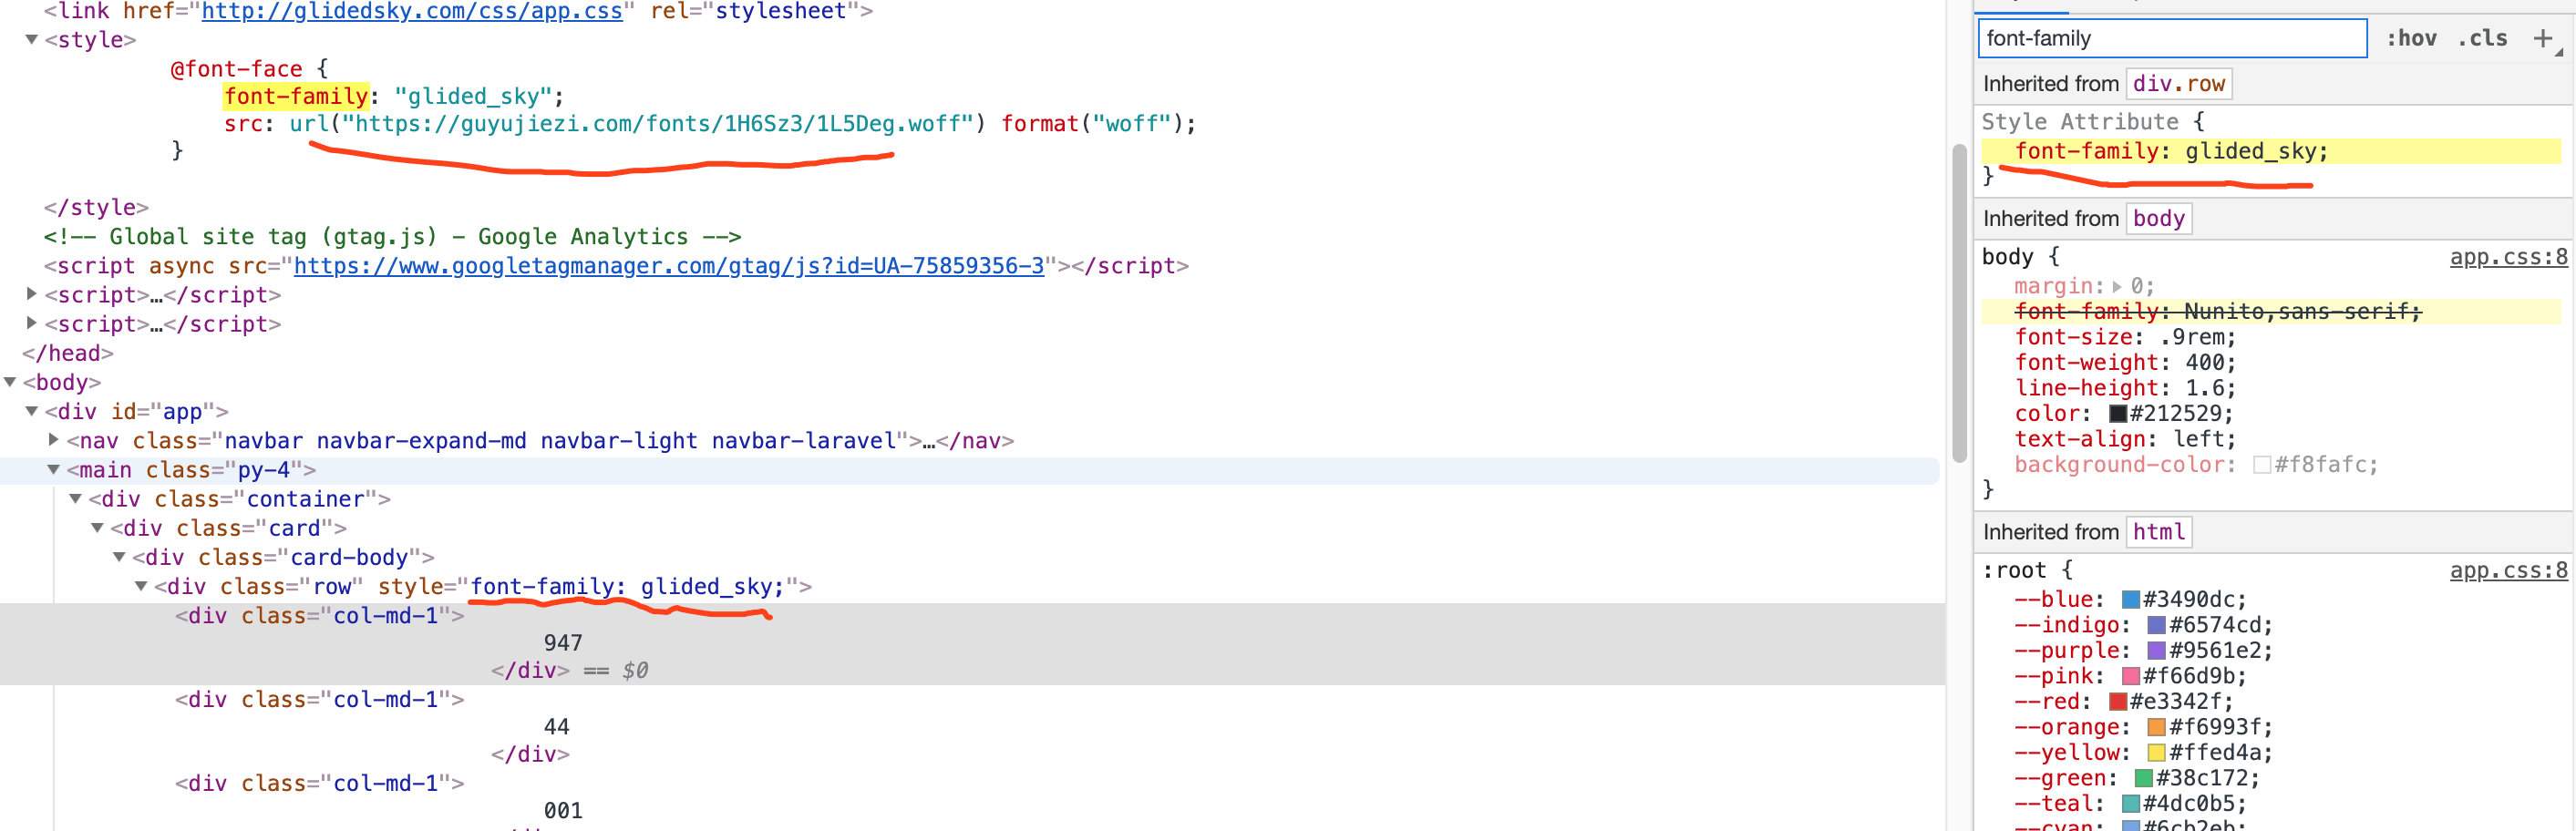 <link href="http://glidedsky.com/css/app.css" rel="stylesheet">
▼<style>
@font-face {
font-family: "glided_sky";
src: url("https://guyujiezi.com/fonts/1H6Sz3/1L5Deg.woff") format("woff");
}
</style>
<!-- Global site tag (gtag.js) - Google Analytics -->
<script async src="https://www.googletagmanager.com/gtag/js?id=UA-75859356-3"></script>
▶<script>…</script>
▶<script>…</script>
</head>
▼<body>
▼<div id="app">
▶<nav class="navbar navbar-expand-md navbar-light navbar-laravel">…</nav>
▼<main class="py-4">
▼<div class="container">
▼<div class="card">
▼<div class="card-body">
▼<div class="row" style="font-family: glided_sky;">
<div class="col-md-1">
947
</div> == $0
<div class="col-md-1">
44
</div>
<div class="col-md-1">
001
font-family :hov .cls +
Inherited from div.row
Style Attribute {
font-family: glided_sky;
}
Inherited from body
body { app.css:8
margin:▶ 0;
font-family: Nunito,sans-serif;
font-size: .9rem;
font-weight: 400;
line-height: 1.6;
color: #212529;
text-align: left;
background-color: #f8fafc;
}
Inherited from html
:root { app.css:8
--blue: #3490dc;
--indigo: #6574cd;
--purple: #9561e2;
--pink: #f66d9b;
--red: #e3342f;
--orange: #f6993f;
--yellow: #ffed4a;
--green: #38c172;
--teal: #4dc0b5;
--cyan: #6cb2eb;